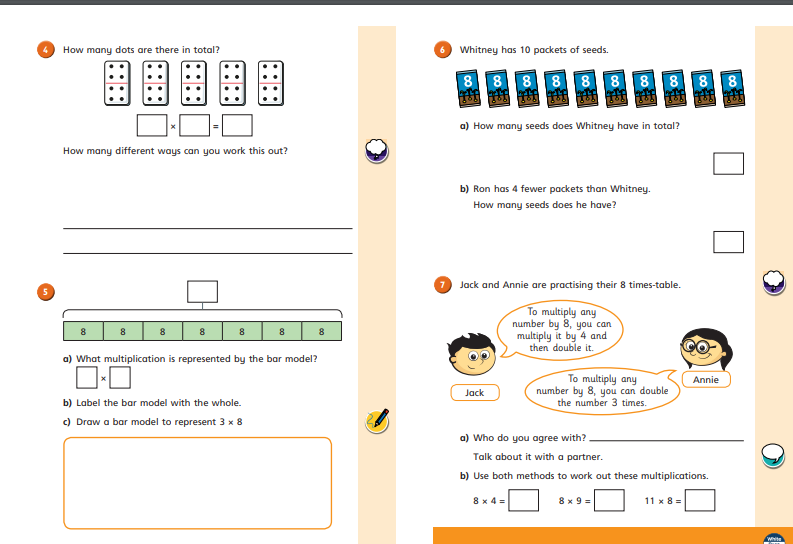 4 How many dots are there in total?
× =
How many different ways can you work this out?
5
8 8 8 8 8 8 8
a) What multiplication is represented by the bar model?
×
b) Label the bar model with the whole.
c) Draw a bar model to represent 3 × 8
6 Whitney has 10 packets of seeds.
8 8 8 8 8 8 8 8 8 8
a) How many seeds does Whitney have in total?
b) Ron has 4 fewer packets than Whitney.
How many seeds does he have?
7 Jack and Annie are practising their 8 times-table.
To multiply any
number by 8, you can
multiply it by 4 and
then double it.
Jack
To multiply any
number by 8, you can double
the number 3 times.
Annie
a) Who do you agree with?
Talk about it with a partner.
b) Use both methods to work out these multiplications.
8 × 4 = 8 × 9 = 11 × 8 =
White